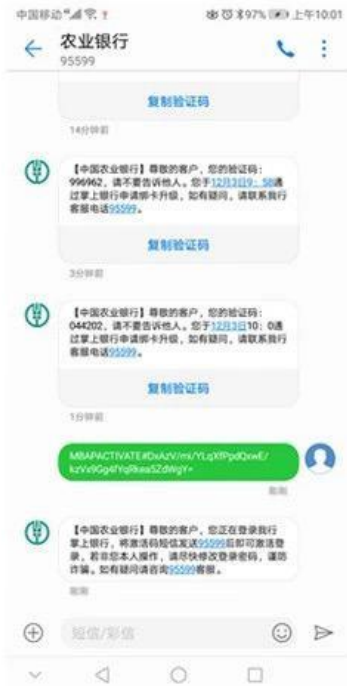 中国移动
97%
上午10:01
农业银行
95599
复制验证码
14分钟前
【中国农业银行】尊敬的客户,您的验证码:
996962,请不要告诉他人。您于12月3日9:58通
过掌上银行申请绑卡升级,如有疑问,请联系我行
客服电话95599。
复制验证码
3分钟前
【中国农业银行】尊敬的客户,您的验证码:
044202,请不要告诉他人。您于12月3日10:0通
过掌上银行申请绑卡升级,如有疑问,请联系我行
客服电话95599。
复制验证码
1分钟前
刚刚
【中国农业银行】尊敬的客户,您正在登录我行
掌上银行,将激活码短信发送95599后即可激活登
录,若非您本人操作,请尽快修改登录密码,谨防
诈骗。如有疑问请咨询95599客服。
刚刚
短信/彩信